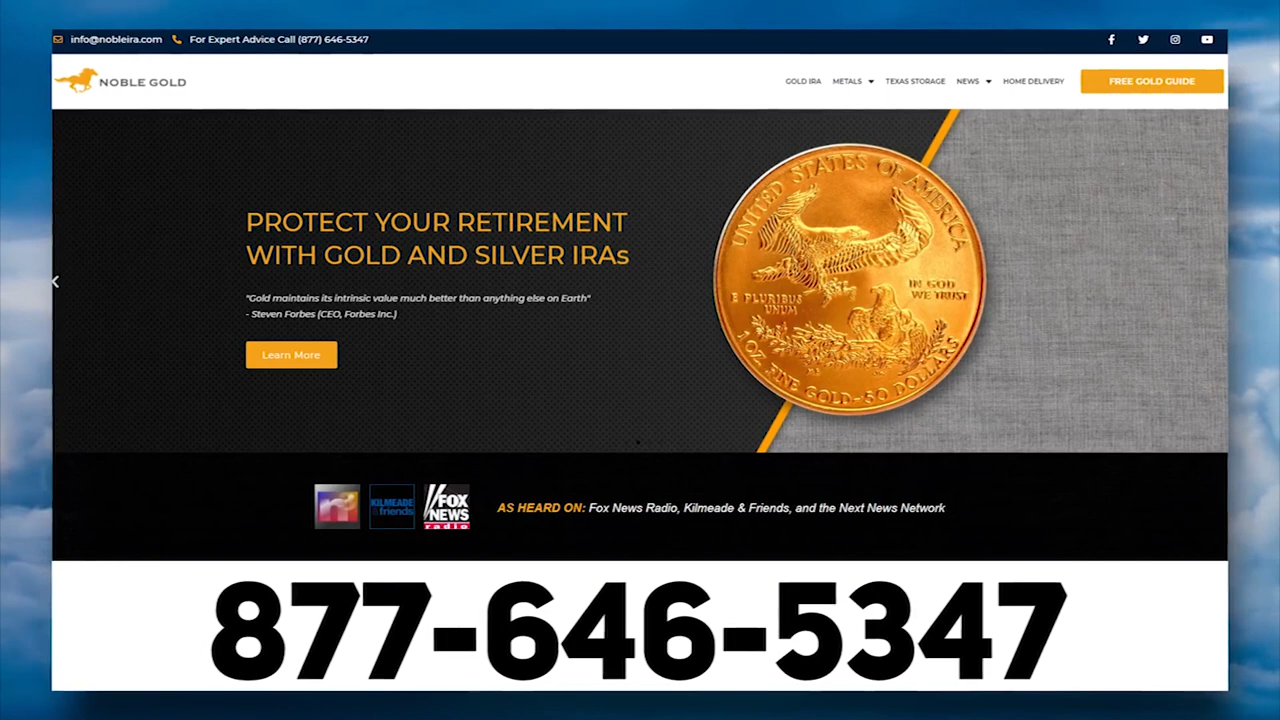 info@nobleira.com For Expert Advice Call (877) 646-5347
NOBLE GOLD
GOLD IRA METALS TEXAS STORAGE NEWS HOME DELIVERY FREE GOLD GUIDE
PROTECT YOUR RETIREMENT
WITH GOLD AND SILVER IRAs
"Gold maintains its intrinsic value much better than anything else on Earth"
- Steven Forbes (CEO, Forbes Inc.)
Learn More
UNITED STATES OF AMERICA
E PLURIBUS
UNUM
IN GOD
WE TRUST
1 OZ. FINE GOLD~50 DOLLARS
KILMEADE
& friends
FOX
NEWS
radio
AS HEARD ON: Fox News Radio, Kilmeade & Friends, and the Next News Network
877-646-5347